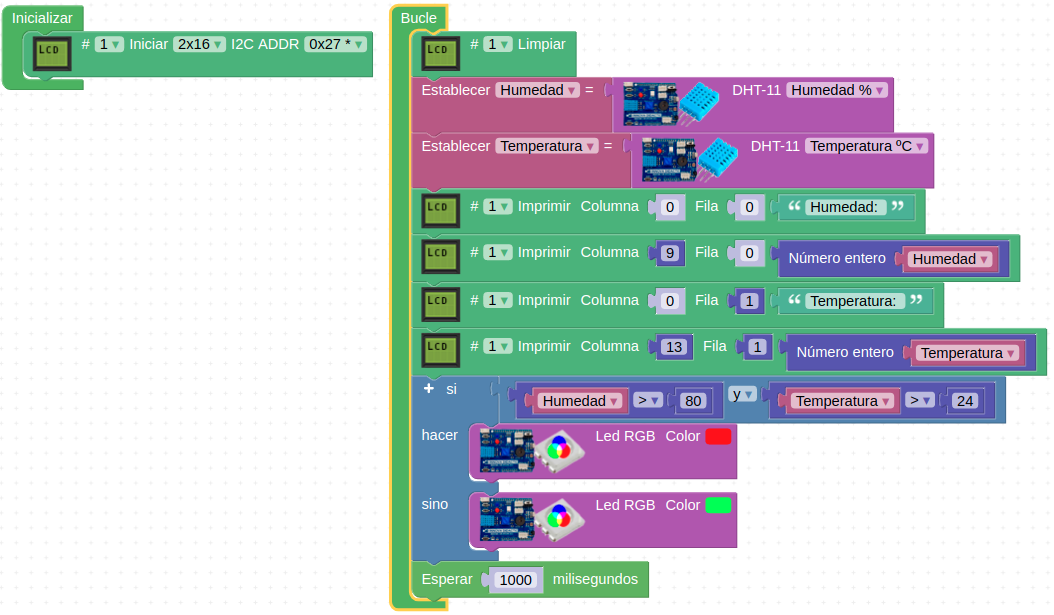 Inicializar
LCD # 1 ▾ Iniciar 2x16 ▾ I2C ADDR 0x27 * ▾
Bucle
LCD # 1 ▾ Limpiar
Establecer Humedad ▾ = DHT-11 Humedad % ▾
Establecer Temperatura ▾ = DHT-11 Temperatura ºC ▾
LCD # 1 ▾ Imprimir Columna 0 Fila 0 “ Humedad: ”
LCD # 1 ▾ Imprimir Columna 9 Fila 0 Número entero Humedad ▾
LCD # 1 ▾ Imprimir Columna 0 Fila 1 “ Temperatura: ”
LCD # 1 ▾ Imprimir Columna 13 Fila 1 Número entero Temperatura ▾
+ si Humedad ▾ > ▾ 80 y ▾ Temperatura ▾ > ▾ 24
hacer Led RGB Color
sino Led RGB Color
Esperar 1000 milisegundos